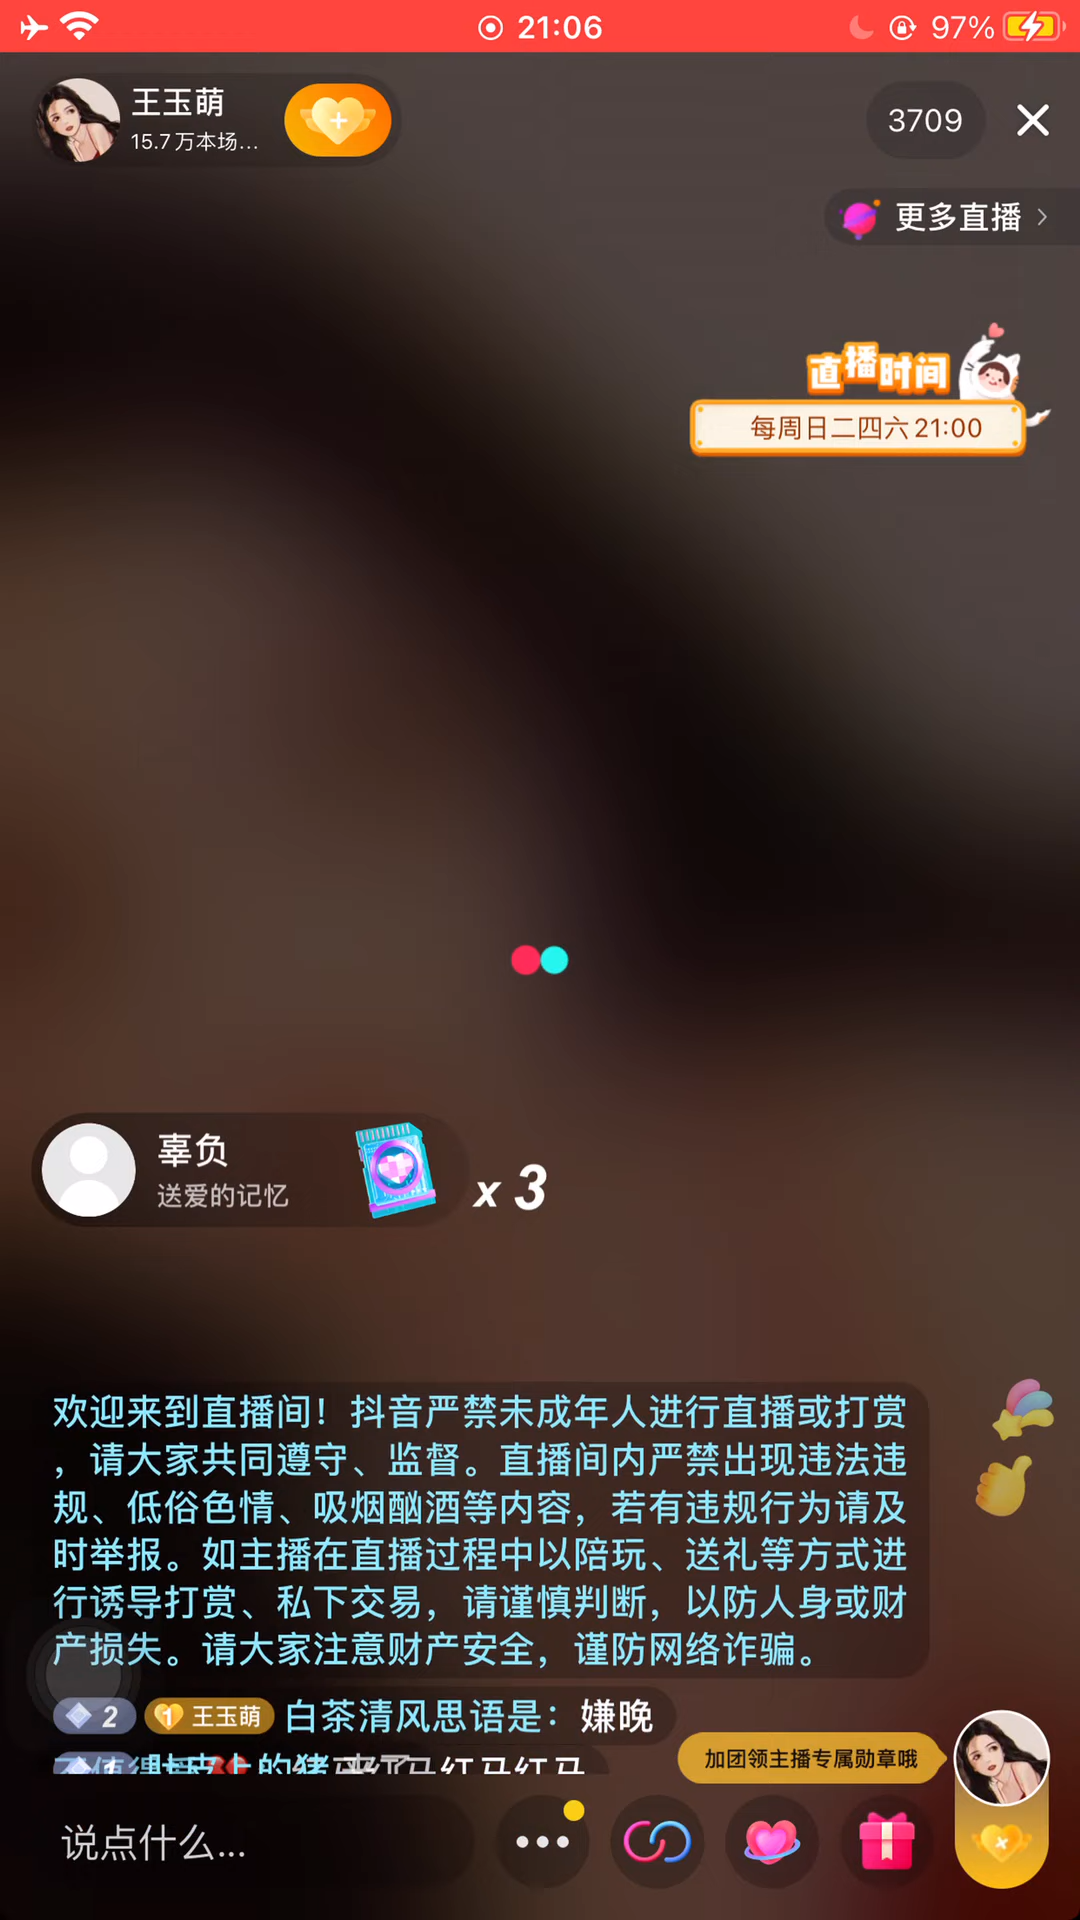 21:06
97%
王玉萌
15.7万本场...
3709
更多直播
直播时间
每周日二四六21:00
辜负
送爱的记忆
x 3
欢迎来到直播间！抖音严禁未成年人进行直播或打赏
，请大家共同遵守、监督。直播间内严禁出现违法违
规、低俗色情、吸烟酗酒等内容，若有违规行为请及
时举报。如主播在直播过程中以陪玩、送礼等方式进
行诱导打赏、私下交易，请谨慎判断，以防人身或财
产损失。请大家注意财产安全，谨防网络诈骗。
2 1 王玉萌 白茶清风思语是：嫌晚
加团领主播专属勋章哦
说点什么...